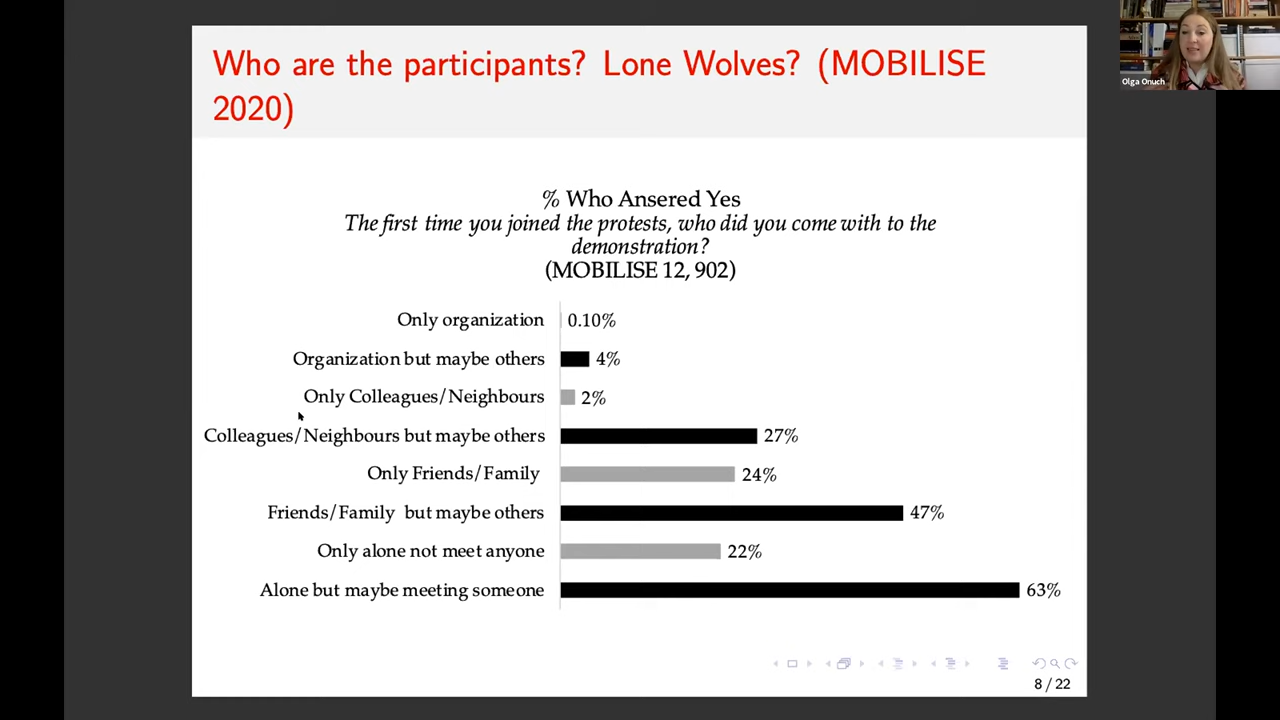 Who are the participants? Lone Wolves? (MOBILISE
2020)
Olga Onuch
% Who Ansered Yes
The first time you joined the protests, who did you come with to the
demonstration?
(MOBILISE 12, 902)
Only organization 0.10%
Organization but maybe others 4%
Only Colleagues/Neighbours 2%
Colleagues/Neighbours but maybe others 27%
Only Friends/Family 24%
Friends/Family but maybe others 47%
Only alone not meet anyone 22%
Alone but maybe meeting someone 63%
8 / 22